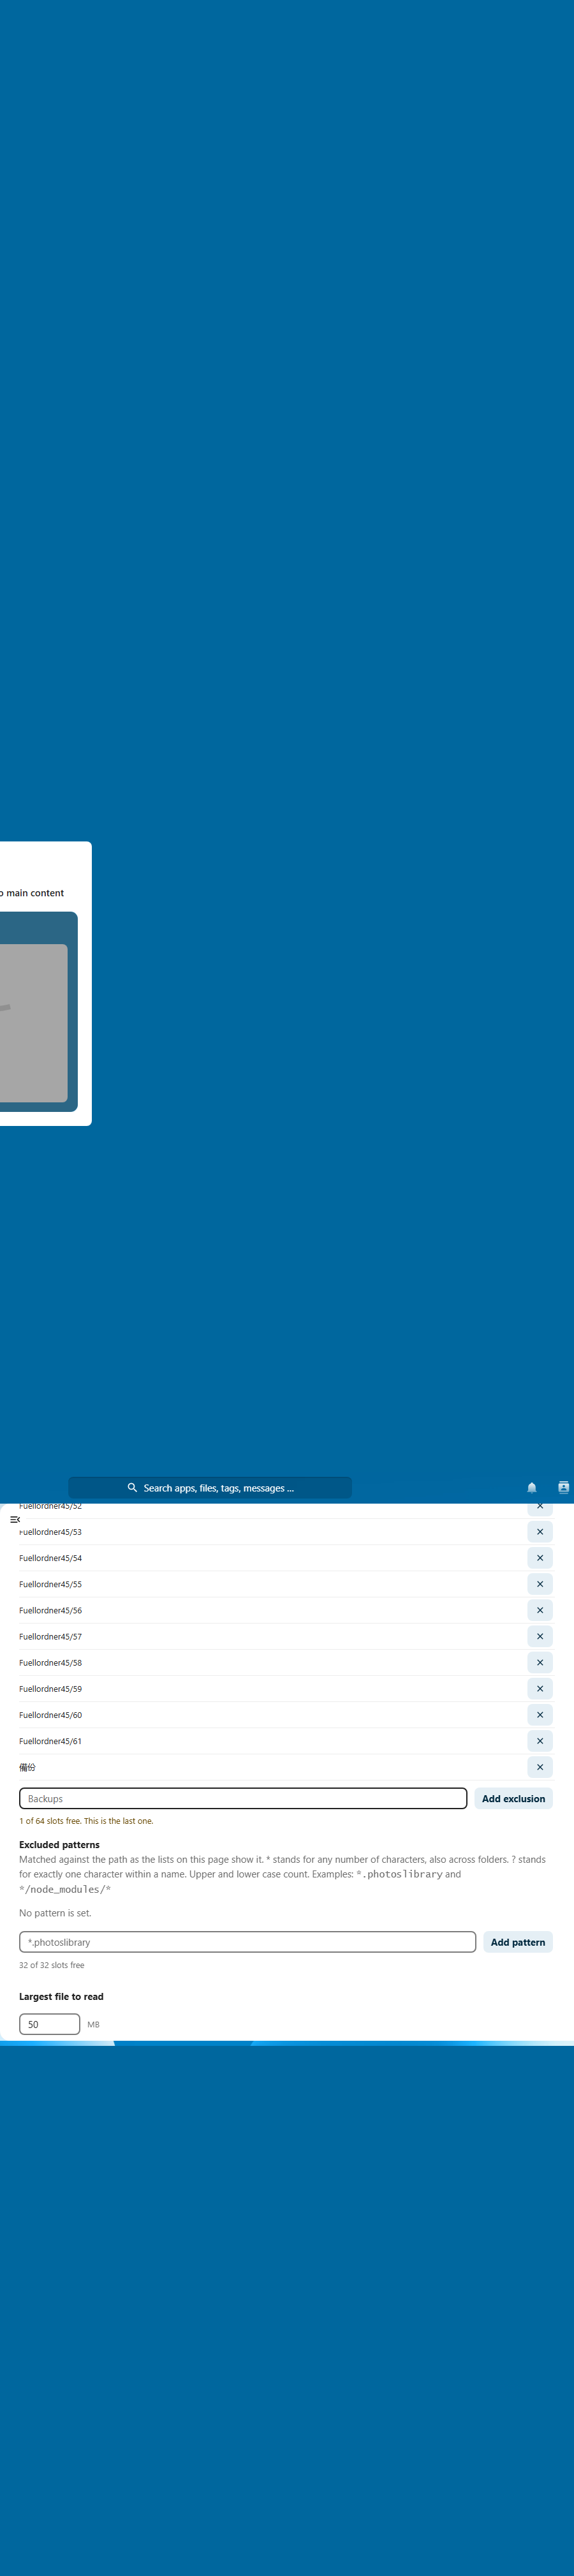 o main content
Search apps, files, tags, messages ...
Fuellordner45/52
Fuellordner45/53
Fuellordner45/54
Fuellordner45/55
Fuellordner45/56
Fuellordner45/57
Fuellordner45/58
Fuellordner45/59
Fuellordner45/60
Fuellordner45/61
備份
Backups
Add exclusion
1 of 64 slots free. This is the last one.
Excluded patterns
Matched against the path as the lists on this page show it. * stands for any number of characters, also across folders. ? stands
for exactly one character within a name. Upper and lower case count. Examples: *.photoslibrary and
*/node_modules/*
No pattern is set.
*.photoslibrary
Add pattern
32 of 32 slots free
Largest file to read
50
MB